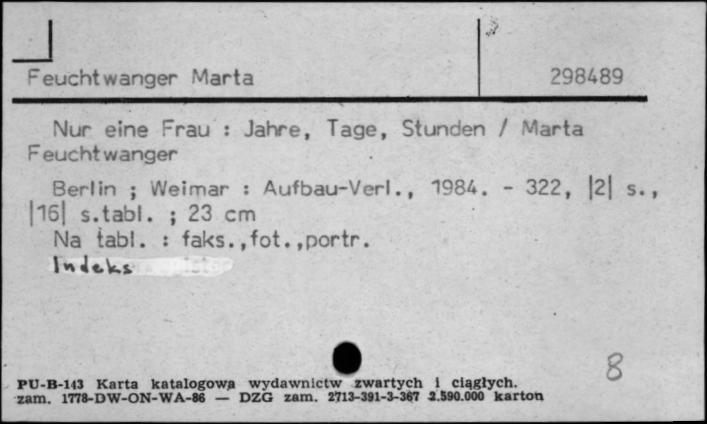 Feuchtwanger Marta 298489
Nur eine Frau : Jahre, Tage, Stunden / Marta
Feuchtwanger
Berlin ; Weimar : Aufbau-Verl., 1984. - 322, |2| s.,
|16| s.tabl. ; 23 cm
Na tabl. : faks.,fot.,portr.
Indeks
8
PU-B-143 Karta katalogowa wydawnictw zwartych i ciągłych.
zam. 1778-DW-ON-WA-86 — DZG zam. 2713-391-3-367 2.590.000 karton